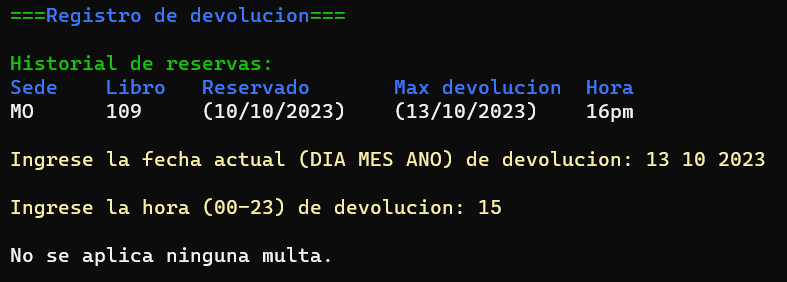 ===Registro de devolucion===
Historial de reservas:
Sede Libro Reservado Max devolucion Hora
MO 109 (10/10/2023) (13/10/2023) 16pm
Ingrese la fecha actual (DIA MES ANO) de devolucion: 13 10 2023
Ingrese la hora (00-23) de devolucion: 15
No se aplica ninguna multa.